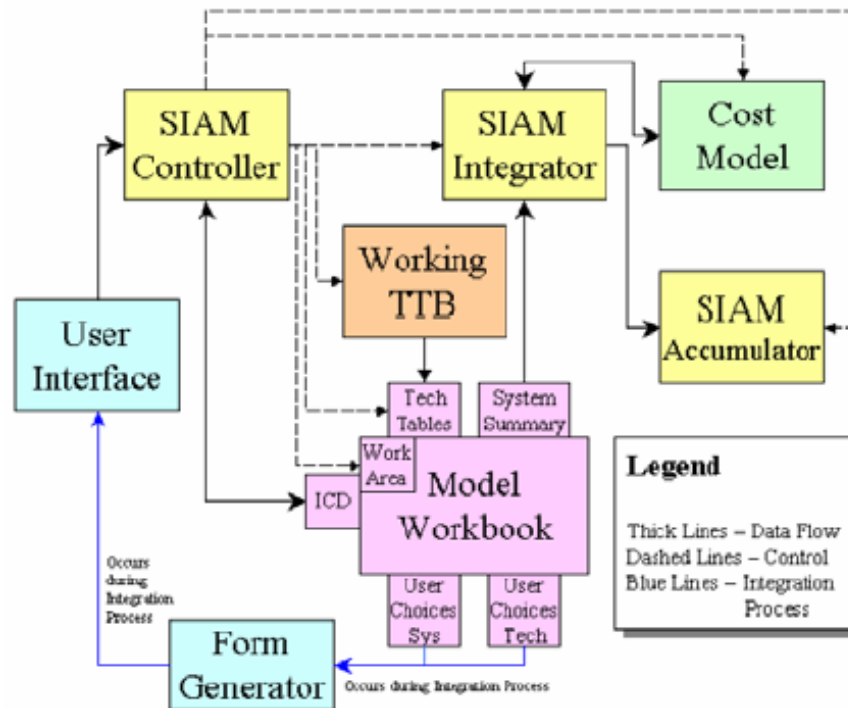 SIAM
Controller
SIAM
Integrator
Cost
Model
Working
TTB
User
Interface
SIAM
Accumulator
Tech
Tables
System
Summary
Work
Area
ICD
Model
Workbook
User
Choices
Sys
User
Choices
Tech
Legend
Thick Lines – Data Flow
Dashed Lines – Control
Blue Lines – Integration
Process
Occurs
during
Integration
Process
Form
Generator
Occurs during Integration Process